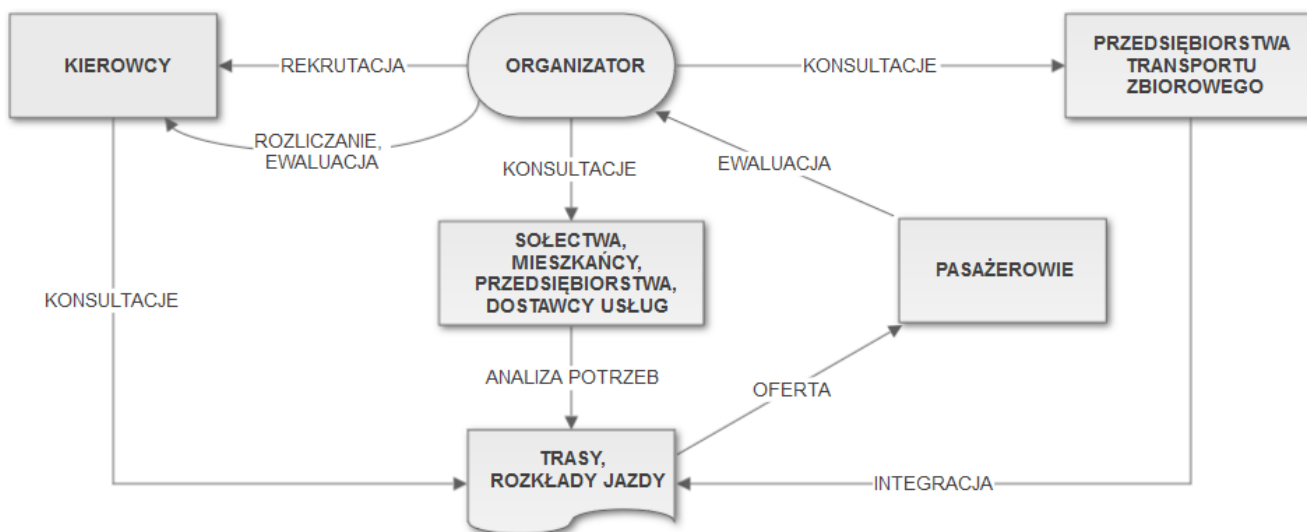 KIEROWCY
REKRUTACJA
ORGANIZATOR
KONSULTACJE
PRZEDSIĘBIORSTWA
TRANSPORTU
ZBIOROWEGO
ROZLICZANIE,
EWALUACJA
KONSULTACJE
EWALUACJA
SOŁECTWA,
MIESZKAŃCY,
PRZEDSIĘBIORSTWA,
DOSTAWCY USŁUG
PASAŻEROWIE
KONSULTACJE
ANALIZA POTRZEB
OFERTA
TRASY,
ROZKŁADY JAZDY
INTEGRACJA